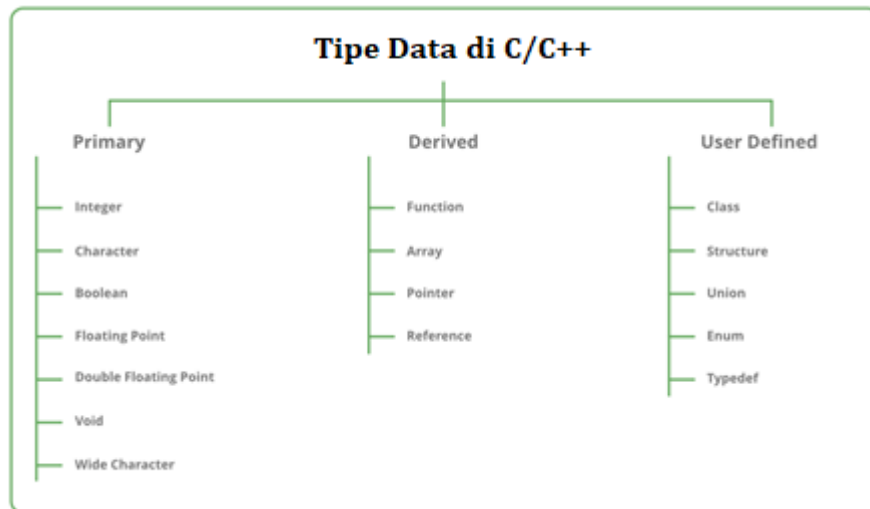 Tipe Data di C/C++
Primary
Integer
Character
Boolean
Floating Point
Double Floating Point
Void
Wide Character
Derived
Function
Array
Pointer
Reference
User Defined
Class
Structure
Union
Enum
Typedef